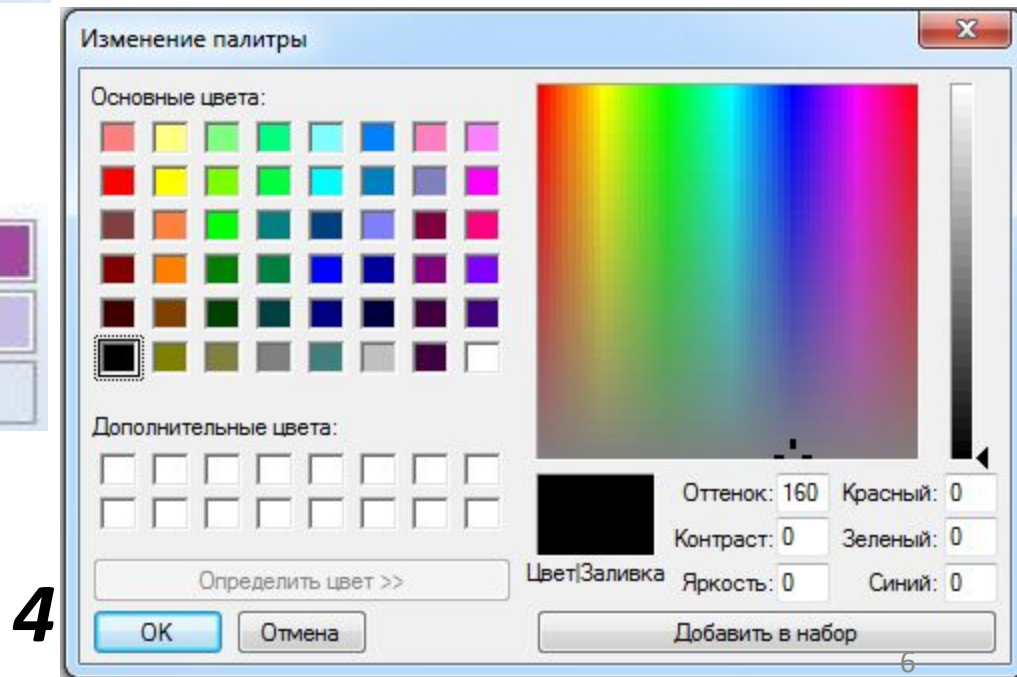 Изменение палитры
x
Основные цвета:
Дополнительные цвета:
Определить цвет >>
OK
Отмена
Цвет|Заливка
Оттенок: 160
Контраст: 0
Яркость: 0
Красный: 0
Зеленый: 0
Синий: 0
Добавить в набор
4
6